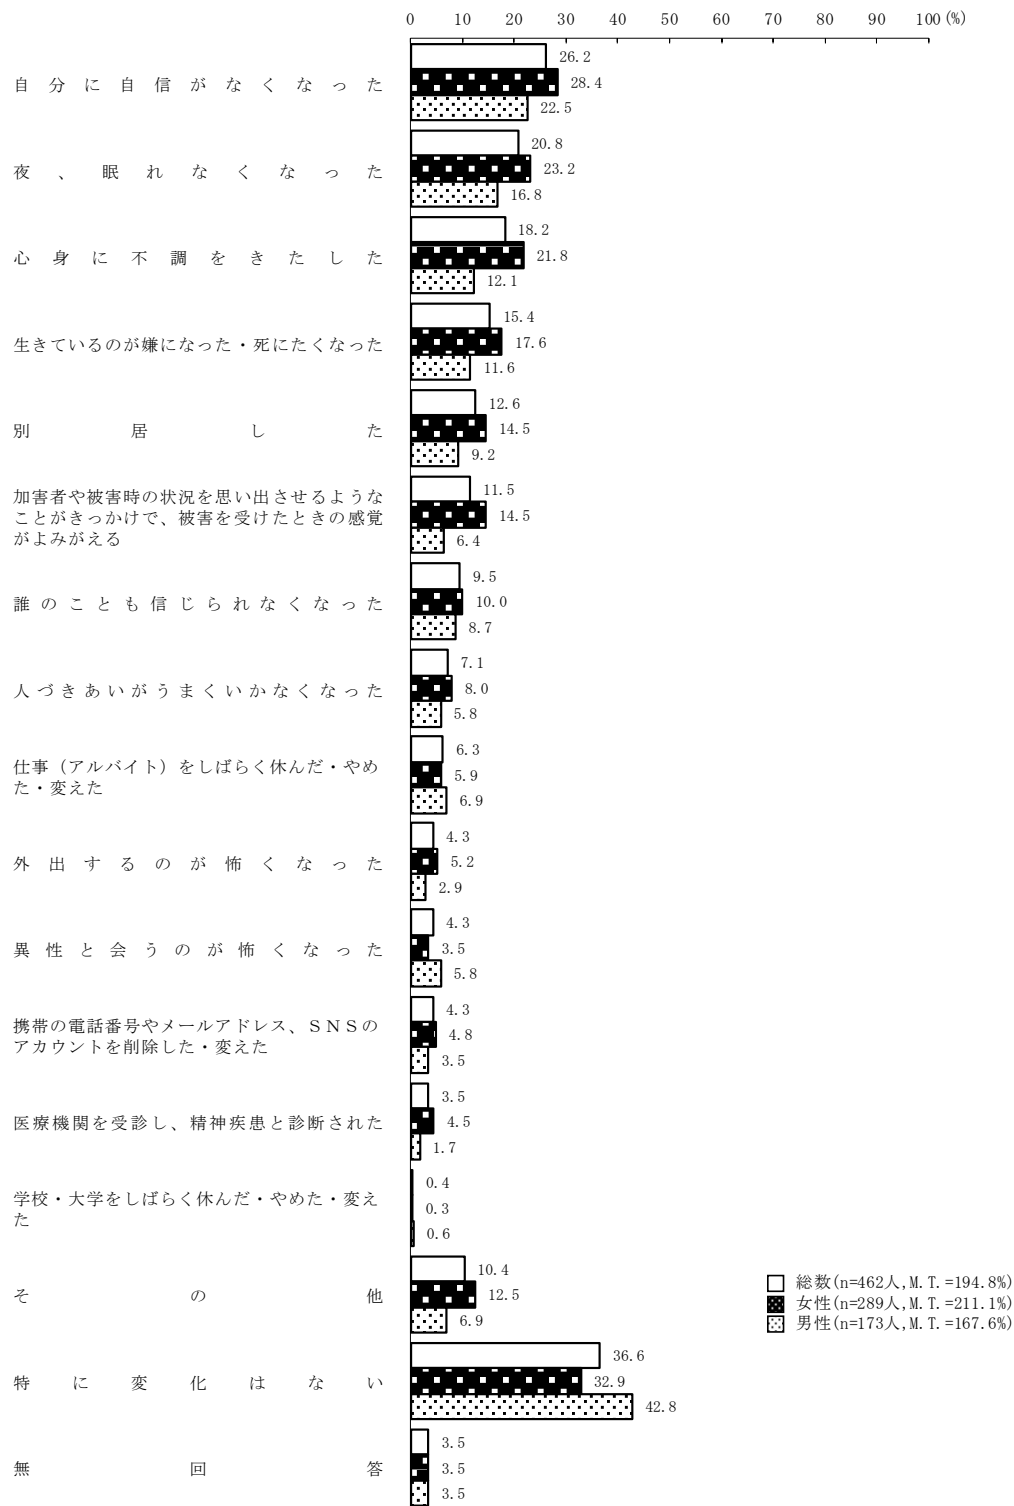 0 10 20 30 40 50 60 70 80 90 100 (%)
自分に自信がなくなった
26.2
28.4
22.5
夜、眠れなくなった
20.8
23.2
16.8
心身に不調をきたした
18.2
21.8
12.1
生きているのが嫌になった・死にたくなった
15.4
17.6
11.6
別居した
12.6
14.5
9.2
加害者や被害時の状況を思い出させるような
ことがきっかけで、被害を受けたときの感覚
がよみがえる
11.5
14.5
6.4
誰のことも信じられなくなった
9.5
10.0
8.7
人づきあいがうまくいかなくなった
7.1
8.0
5.8
仕事（アルバイト）をしばらく休んだ・やめ
た・変えた
6.3
5.9
6.9
外出するのが怖くなった
4.3
5.2
2.9
異性と会うのが怖くなった
4.3
3.5
5.8
携帯の電話番号やメールアドレス、ＳＮＳの
アカウントを削除した・変えた
4.3
4.8
3.5
医療機関を受診し、精神疾患と診断された
3.5
4.5
1.7
学校・大学をしばらく休んだ・やめた・変え
た
0.4
0.3
0.6
その他
10.4
12.5
6.9
総数(n=462人,M.T.=194.8%)
女性(n=289人,M.T.=211.1%)
男性(n=173人,M.T.=167.6%)
特に変化はない
36.6
32.9
42.8
無回答
3.5
3.5
3.5